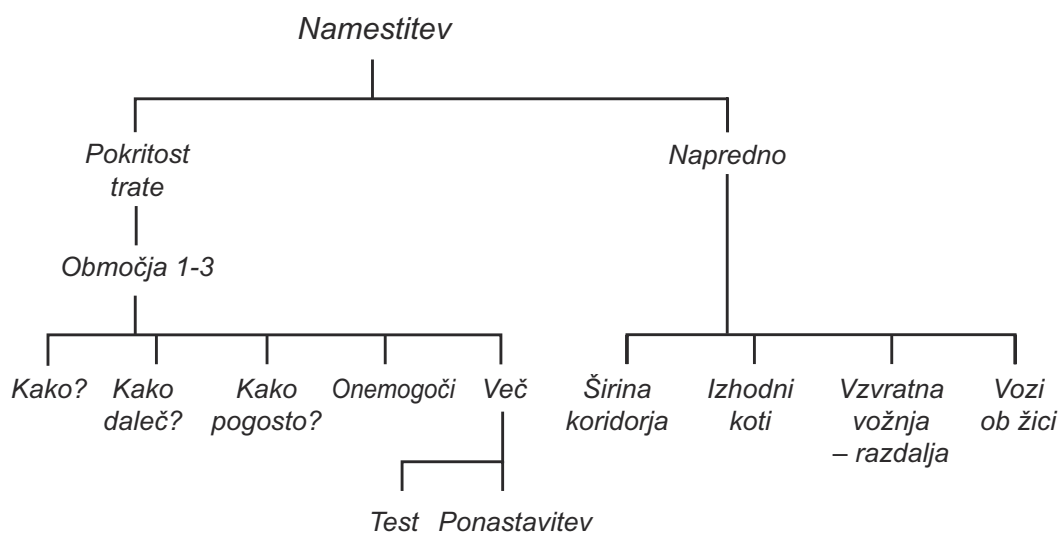 Namestitev
Pokritost
trate
Napredno
Območja 1-3
Kako?
Kako
daleč?
Kako
pogosto?
Onemogoči
Več
Širina
koridorja
Izhodni
koti
Vzvratna
vožnja
– razdalja
Vozi
ob žici
Test
Ponastavitev